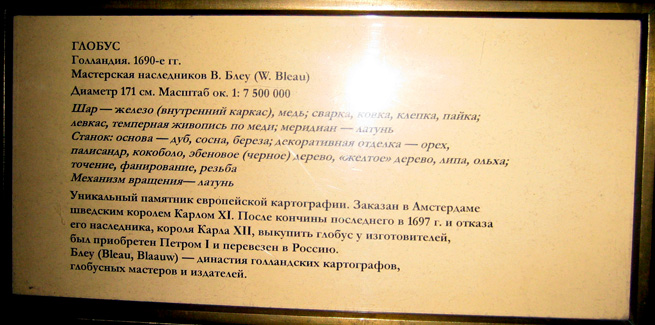 ГЛОБУС
Голландия. 1690-е гг.
Мастерская наследников В. Блеу (W. Bleau)
Диаметр 171 см. Масштаб ок. 1: 7 500 000
Шар — железо (внутренний каркас), медь; сварка, ковка, клепка, пайка;
левкас, темперная живопись по меди; меридиан — латунь
Станок: основа — дуб, сосна, береза; декоративная отделка — орех,
палисандр, кокоболо, эбеновое (черное) дерево, «желтое» дерево, липа, ольха;
точение, фанирование, резьба
Механизм вращения— латунь
Уникальный памятник европейской картографии. Заказан в Амстердаме
шведским королем Карлом XI. После кончины последнего в 1697 г. и отказа
его наследника, короля Карла XII, выкупить глобус у изготовителей,
был приобретен Петром I и перевезен в Россию.
Блеу (Bleau, Blaauw) — династия голландских картографов,
глобусных мастеров и издателей.